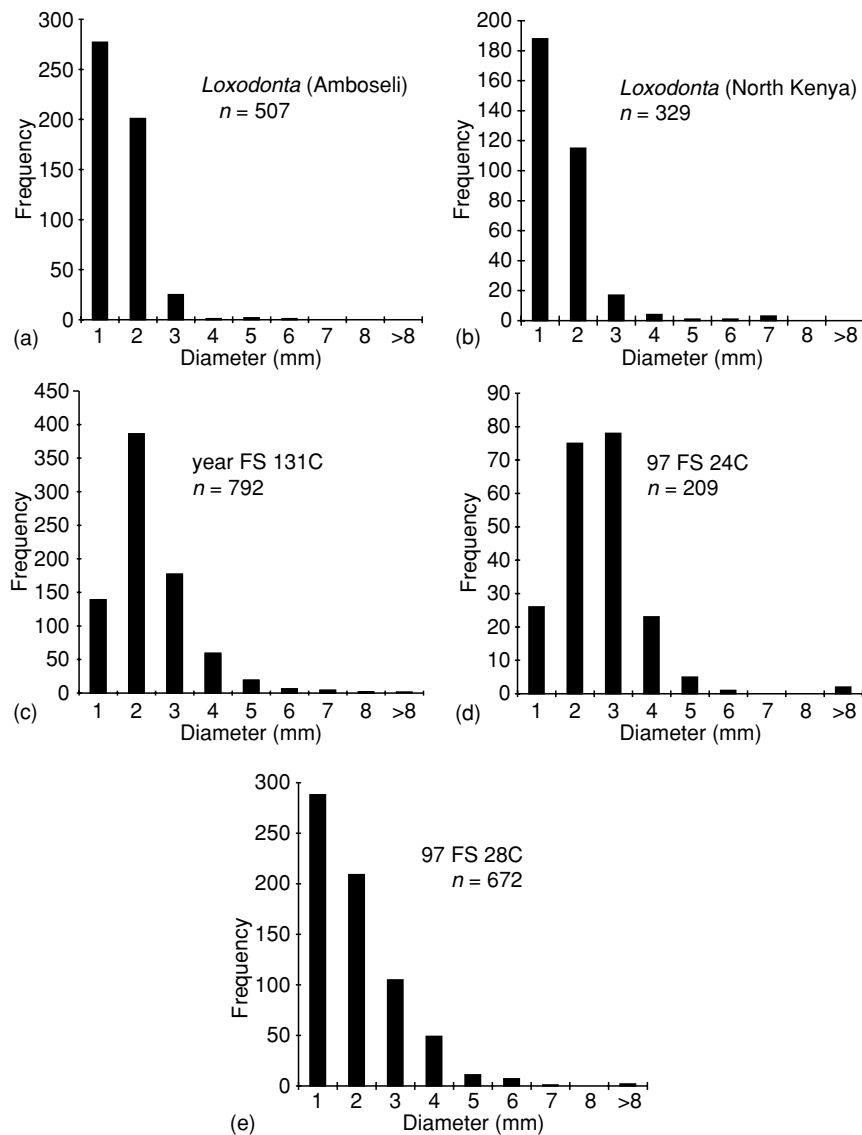 300
250
200
150
100
50
0
Frequency
Loxodonta (Amboseli)
n = 507
1 2 3 4 5 6 7 8 >8
Diameter (mm)
(a)
200
180
160
140
120
100
80
60
40
20
0
Frequency
Loxodonta (North Kenya)
n = 329
1 2 3 4 5 6 7 8 >8
Diameter (mm)
(b)
450
400
350
300
250
200
150
100
50
0
Frequency
year FS 131C
n = 792
1 2 3 4 5 6 7 8 >8
Diameter (mm)
(c)
90
80
70
60
50
40
30
20
10
0
Frequency
97 FS 24C
n = 209
1 2 3 4 5 6 7 8 >8
Diameter (mm)
(d)
300
250
200
150
100
50
0
Frequency
97 FS 28C
n = 672
1 2 3 4 5 6 7 8 >8
Diameter (mm)
(e)